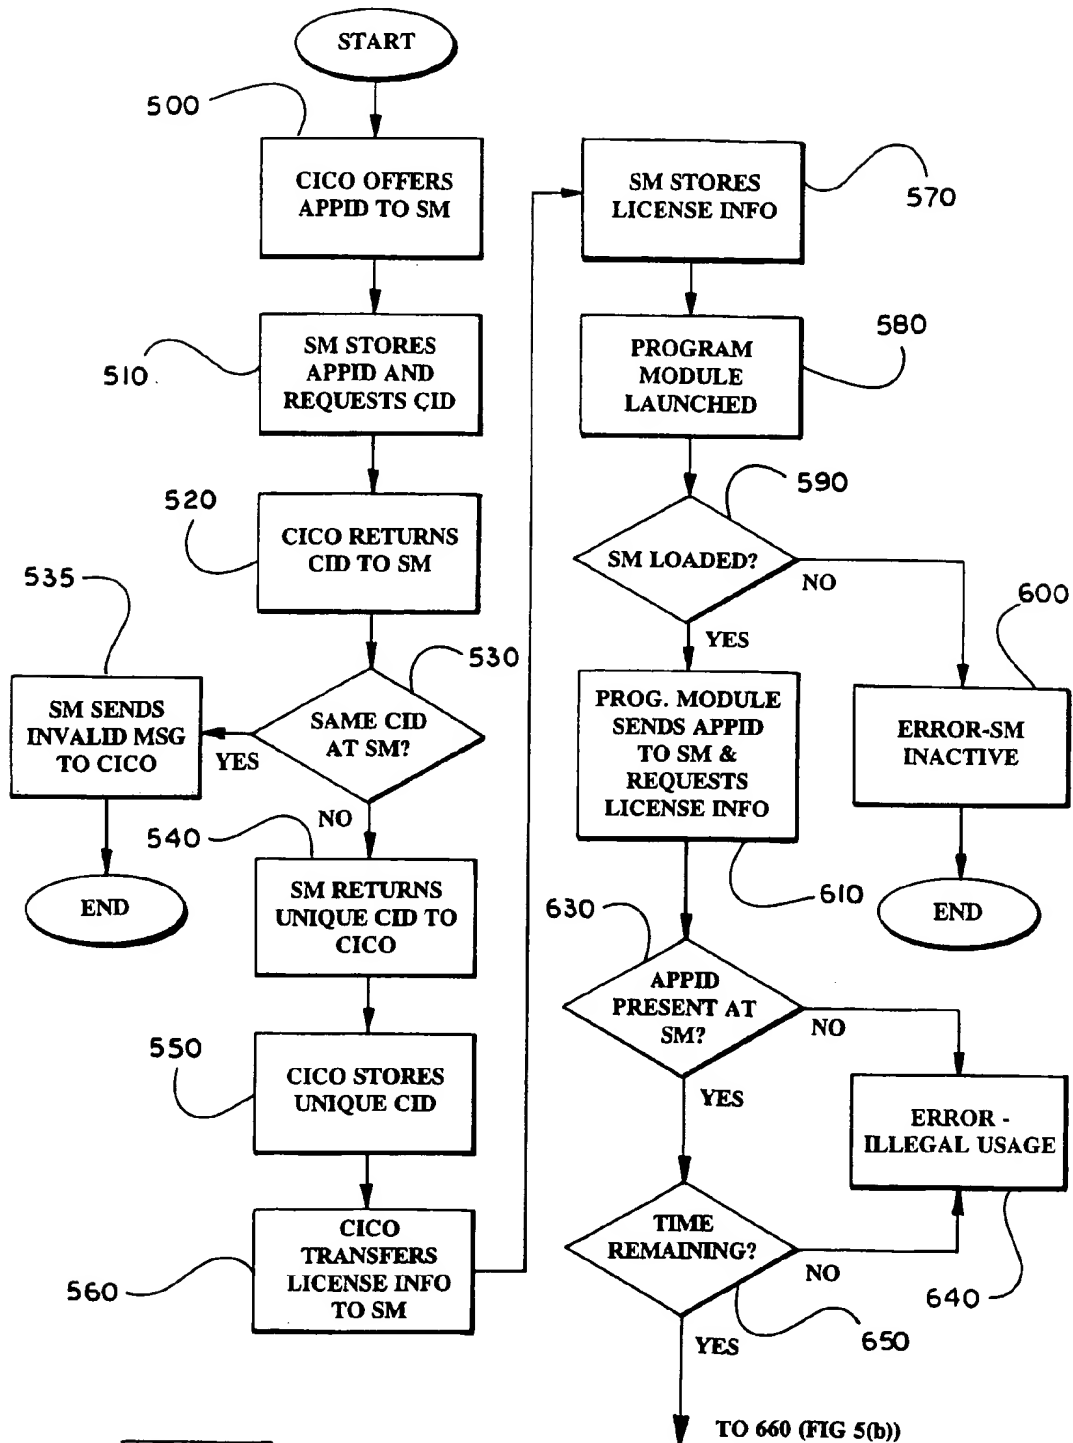 START
500
CICO OFFERS
APPID TO SM
510
SM STORES
APPID AND
REQUESTS CID
520
CICO RETURNS
CID TO SM
530
SAME CID
AT SM?
YES
535
SM SENDS
INVALID MSG
TO CICO
END
NO
540
SM RETURNS
UNIQUE CID TO
CICO
550
CICO STORES
UNIQUE CID
560
CICO
TRANSFERS
LICENSE INFO
TO SM
570
SM STORES
LICENSE INFO
580
PROGRAM
MODULE
LAUNCHED
590
SM LOADED?
NO
600
ERROR-SM
INACTIVE
END
YES
PROG. MODULE
SENDS APPID
TO SM &
REQUESTS
LICENSE INFO
610
630
APPID
PRESENT AT
SM?
NO
ERROR -
ILLEGAL USAGE
640
YES
TIME
REMAINING?
NO
650
YES
TO 660 (FIG 5(b))